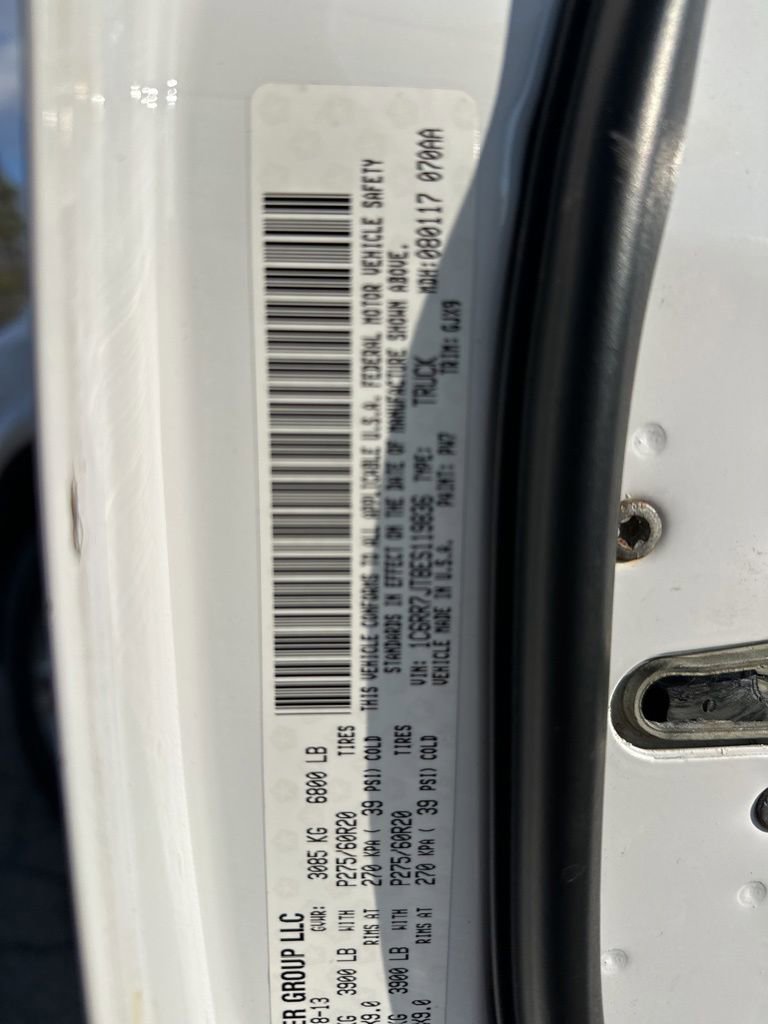 ER GROUP LLC
8-13 GVWR: 3085 KG 6800 LB
KG 3900 LB WITH P275/60R20 TIRES
X9.0 RIMS AT 270 KPA ( 39 PSI) COLD
KG 3900 LB WITH P275/60R20 TIRES
X9.0 RIMS AT 270 KPA ( 39 PSI) COLD
THIS VEHICLE CONFORMS TO ALL APPLICABLE U.S.A. FEDERAL MOTOR VEHICLE SAFETY
STANDARDS IN EFFECT ON THE DATE OF MANUFACTURE SHOWN ABOVE.
VIN: 1C6RR7JT8ES119836 TYPE: TRUCK MDH:080117 070AA
VEHICLE MADE IN U.S.A. PAINT: PW7 TRIM: GJX9